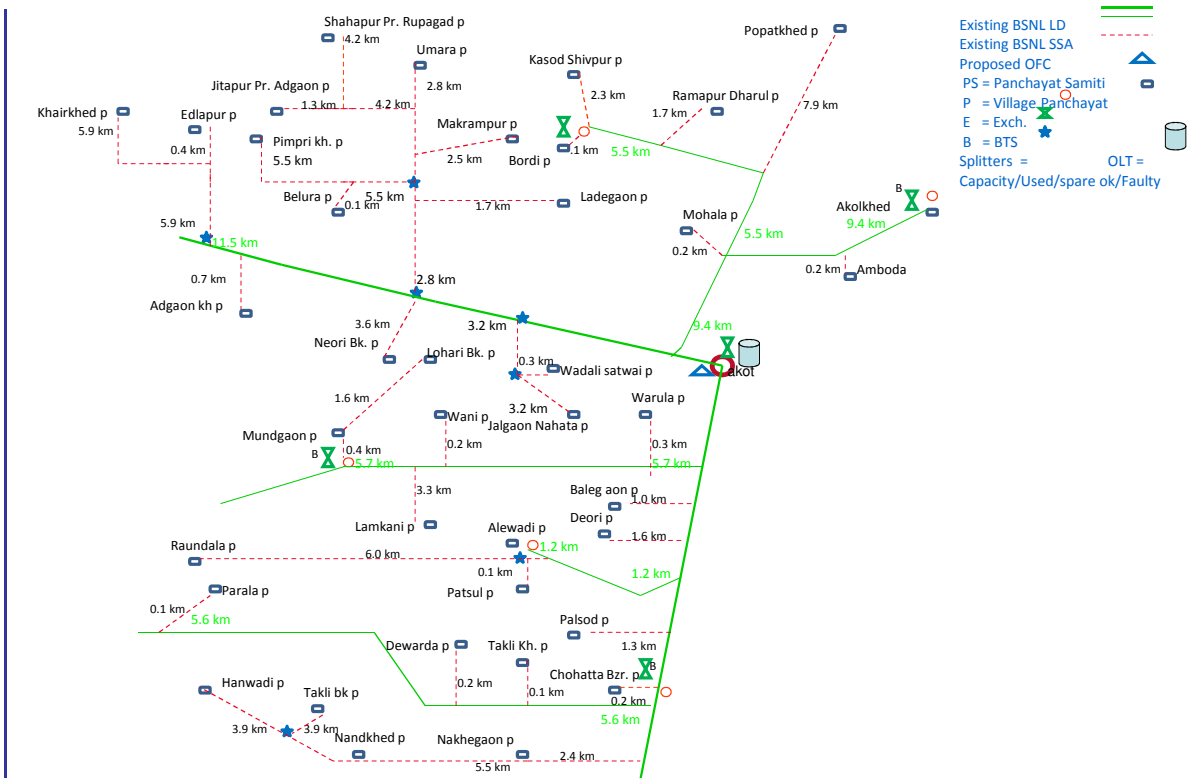 Shahapur Pr. Rupagad p
4.2 km
Umara p
2.8 km
Kasod Shivpur p
2.3 km
Popatkhed p
7.9 km
Existing BSNL LD
Existing BSNL SSA
Proposed OFC
PS = Panchayat Samiti
P = Village Panchayat
E = Exch.
B = BTS
Splitters = OLT =
Capacity/Used/spare ok/Faulty
Jitapur Pr. Adgaon p
1.3 km
4.2 km
Ramapur Dharul p
1.7 km
Khairkhed p
5.9 km
Edlapur p
0.4 km
Pimpri kh. p
5.5 km
Makrampur p
2.5 km
Bordi p
.1 km
5.5 km
Belura p
0.1 km
5.5 km
1.7 km
Ladegaon p
Mohala p
0.2 km
5.5 km
B
Akolkhed
9.4 km
0.2 km
Amboda
5.9 km
11.5 km
0.7 km
Adgaon kh p
2.8 km
3.6 km
Neori Bk. p
3.2 km
9.4 km
akot
Lohari Bk. p
0.3 km
Wadali satwai p
1.6 km
3.2 km
Jalgaon Nahata p
Wani p
0.2 km
Warula p
0.3 km
Mundgaon p
0.4 km
B
5.7 km
5.7 km
3.3 km
Lamkani p
Baleg aon p
1.0 km
Deori p
1.6 km
Alewadi p
1.2 km
Raundala p
6.0 km
0.1 km
Patsul p
1.2 km
Parala p
0.1 km
5.6 km
Palsod p
1.3 km
Dewarda p
0.2 km
Takli Kh. p
0.1 km
Chohatta Bzr. p
B
0.2 km
5.6 km
Hanwadi p
Takli bk p
3.9 km
3.9 km
Nandkhed p
Nakhegaon p
5.5 km
2.4 km